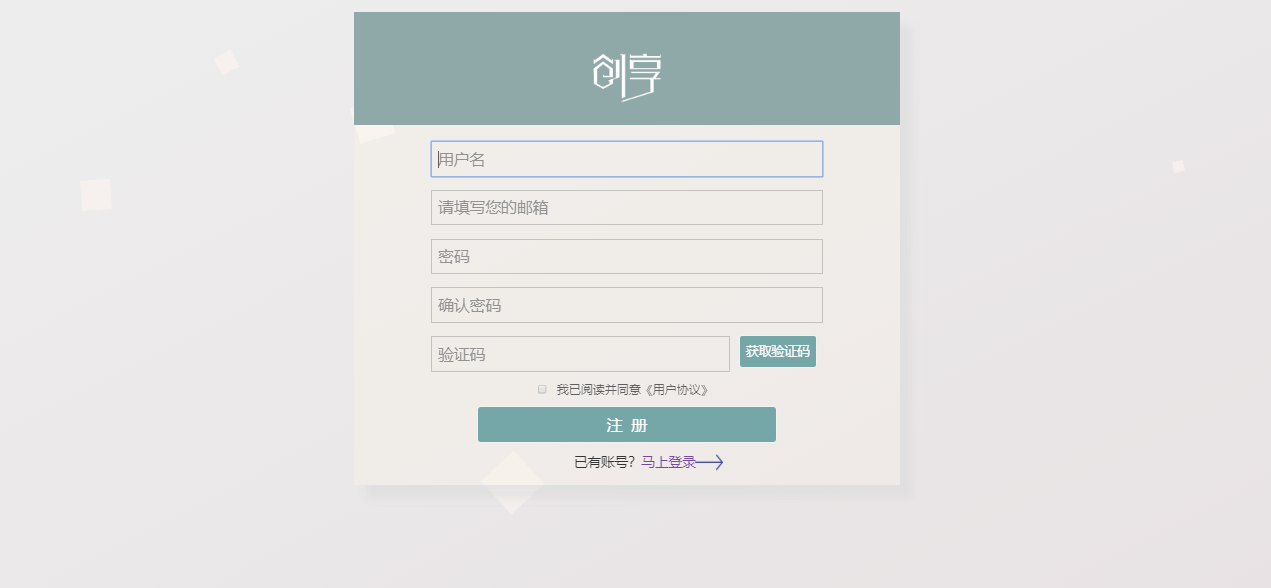 创享
用户名
请填写您的邮箱
密码
确认密码
验证码 获取验证码
我已阅读并同意《用户协议》
注 册
已有账号？马上登录